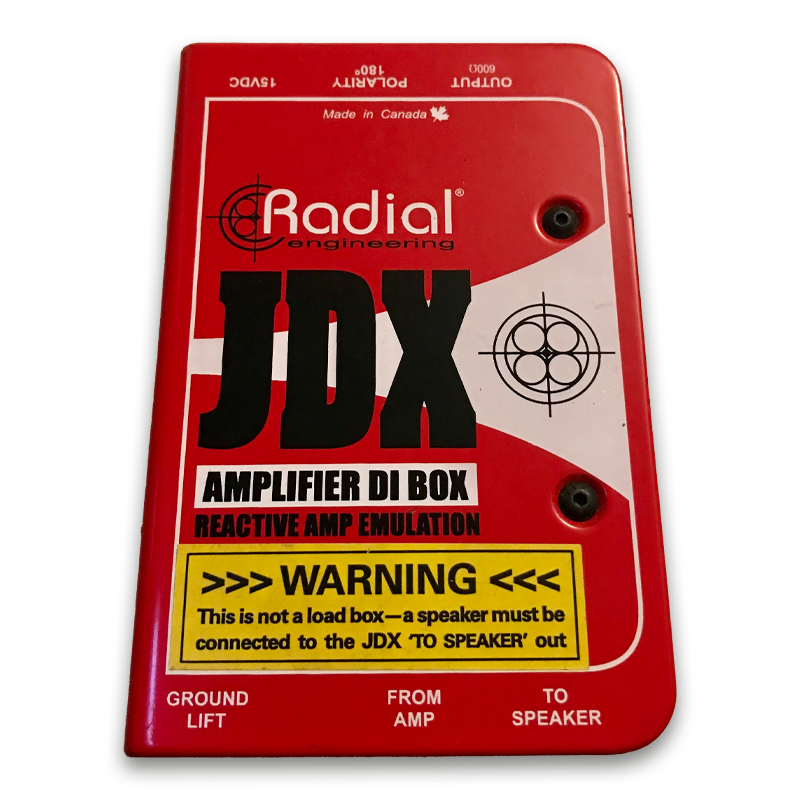 15VDC
POLARITY
180°
OUTPUT
600Ω
Made in Canada
Radial®
engineering
JDX
AMPLIFIER DI BOX
REACTIVE AMP EMULATION
>>> WARNING <<<
This is not a load box—a speaker must be
connected to the JDX ‘TO SPEAKER’ out
GROUND
LIFT
FROM
AMP
TO
SPEAKER